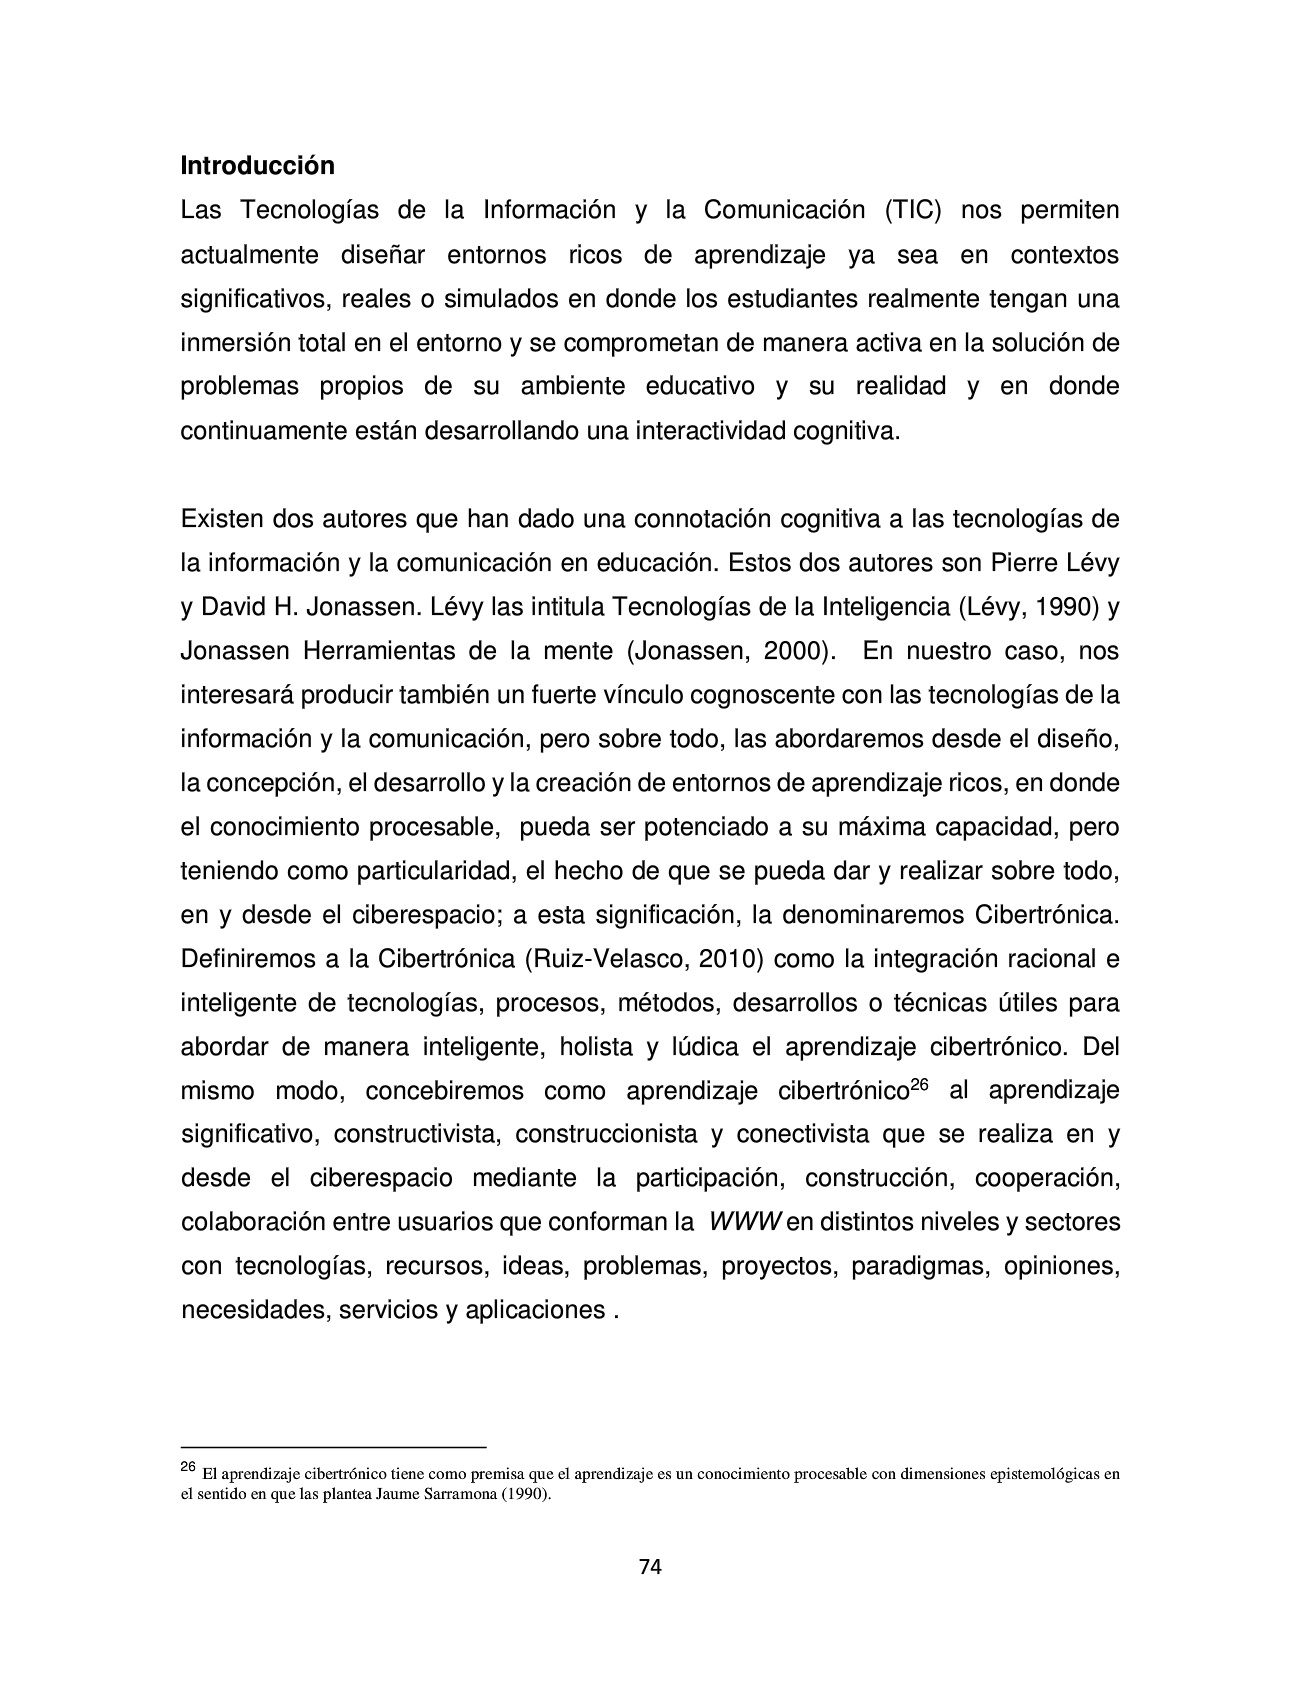 Introducción
Las Tecnologías de la Información y la Comunicación (TIC) nos permiten
actualmente diseñar entornos ricos de aprendizaje ya sea en contextos
significativos, reales o simulados en donde los estudiantes realmente tengan una
inmersión total en el entorno y se comprometan de manera activa en la solución de
problemas propios de su ambiente educativo y su realidad y en donde
continuamente están desarrollando una interactividad cognitiva.
Existen dos autores que han dado una connotación cognitiva a las tecnologías de
la información y la comunicación en educación. Estos dos autores son Pierre Lévy
y David H. Jonassen. Lévy las intitula Tecnologías de la Inteligencia (Lévy, 1990) y
Jonassen Herramientas de la mente (Jonassen, 2000).  En nuestro caso, nos
interesará producir también un fuerte vínculo cognoscente con las tecnologías de la
información y la comunicación, pero sobre todo, las abordaremos desde el diseño,
la concepción, el desarrollo y la creación de entornos de aprendizaje ricos, en donde
el conocimiento procesable,  pueda ser potenciado a su máxima capacidad, pero
teniendo como particularidad, el hecho de que se pueda dar y realizar sobre todo,
en y desde el ciberespacio; a esta significación, la denominaremos Cibertrónica.
Definiremos a la Cibertrónica (Ruiz-Velasco, 2010) como la integración racional e
inteligente de tecnologías, procesos, métodos, desarrollos o técnicas útiles para
abordar de manera inteligente, holista y lúdica el aprendizaje cibertrónico. Del
mismo modo, concebiremos como aprendizaje cibertrónico26 al aprendizaje
significativo, constructivista, construccionista y conectivista que se realiza en y
desde el ciberespacio mediante la participación, construcción, cooperación,
colaboración entre usuarios que conforman la  WWW en distintos niveles y sectores
con tecnologías, recursos, ideas, problemas, proyectos, paradigmas, opiniones,
necesidades, servicios y aplicaciones .
26 El aprendizaje cibertrónico tiene como premisa que el aprendizaje es un conocimiento procesable con dimensiones epistemológicas en
el sentido en que las plantea Jaume Sarramona (1990).
74